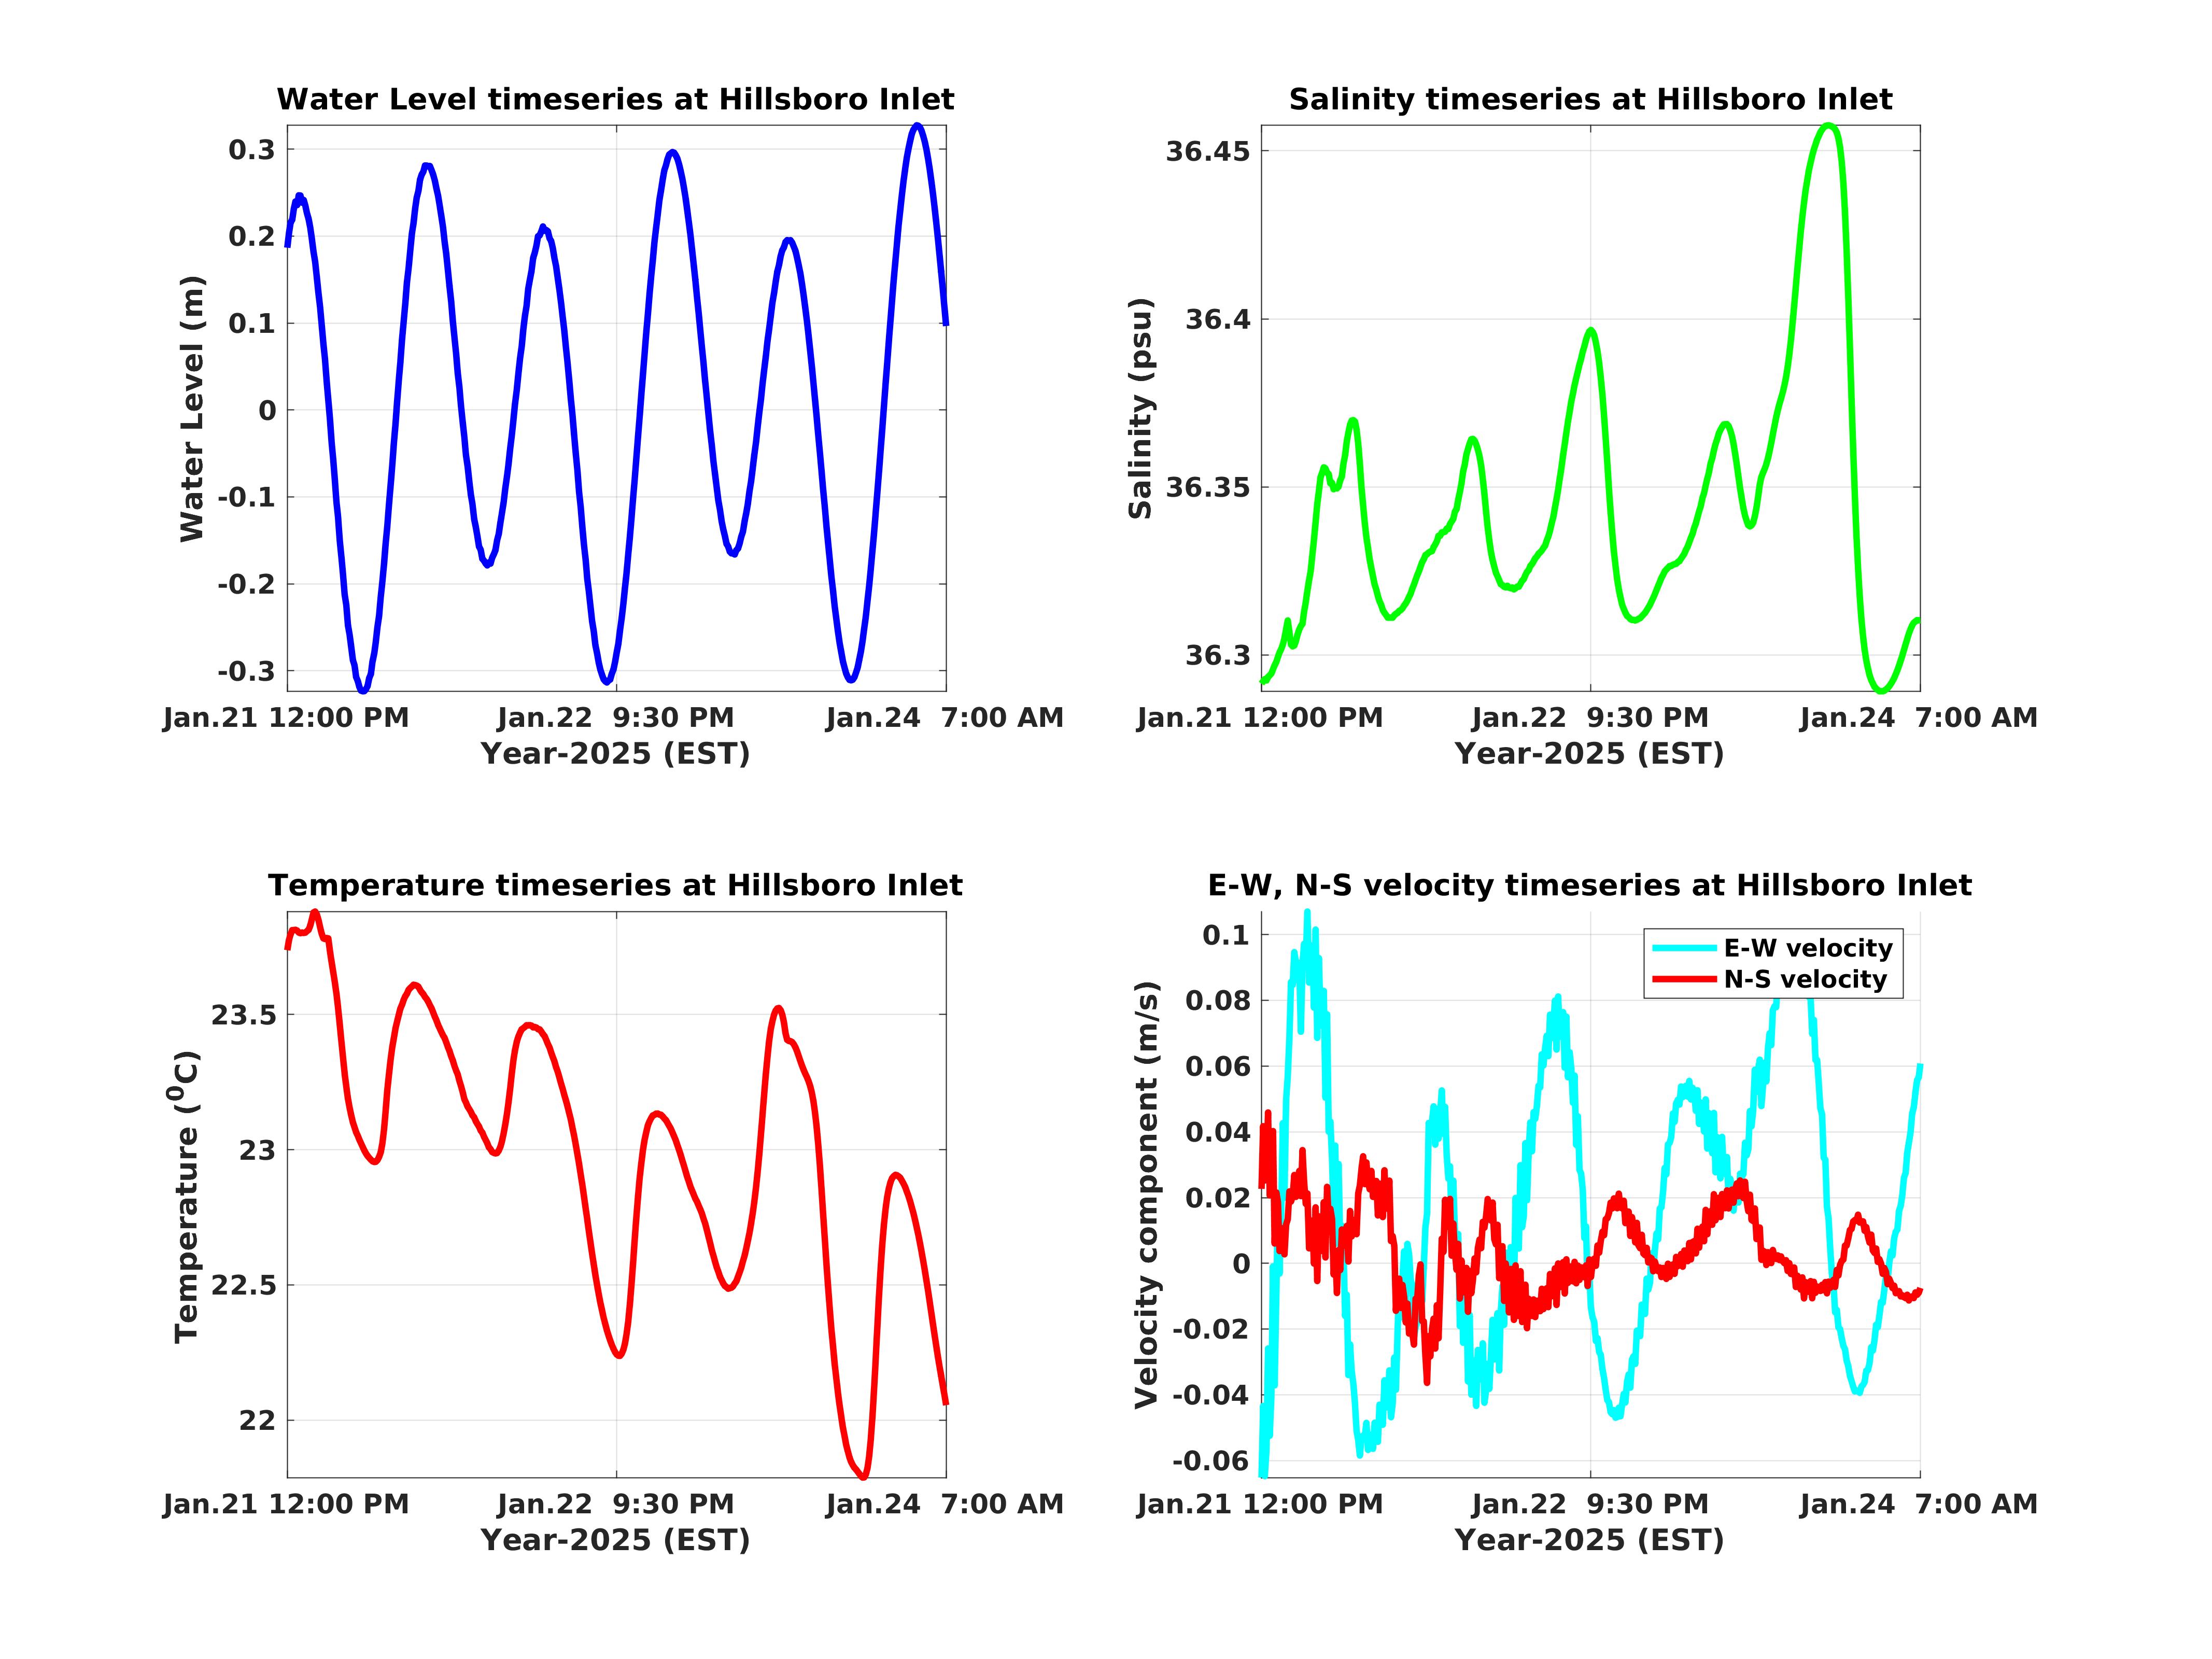 Water Level timeseries at Hillsboro Inlet
0.3
0.2
0.1
0
-0.1
-0.2
-0.3
Water Level (m)
Jan.21 12:00 PM
Jan.22  9:30 PM
Jan.24  7:00 AM
Year-2025 (EST)
Salinity timeseries at Hillsboro Inlet
36.45
36.4
36.35
36.3
Salinity (psu)
Jan.21 12:00 PM
Jan.22  9:30 PM
Jan.24  7:00 AM
Year-2025 (EST)
Temperature timeseries at Hillsboro Inlet
23.5
23
22.5
22
Temperature (⁰C)
Jan.21 12:00 PM
Jan.22  9:30 PM
Jan.24  7:00 AM
Year-2025 (EST)
E-W, N-S velocity timeseries at Hillsboro Inlet
0.1
0.08
0.06
0.04
0.02
0
-0.02
-0.04
-0.06
Velocity component (m/s)
E-W velocity
N-S velocity
Jan.21 12:00 PM
Jan.22  9:30 PM
Jan.24  7:00 AM
Year-2025 (EST)